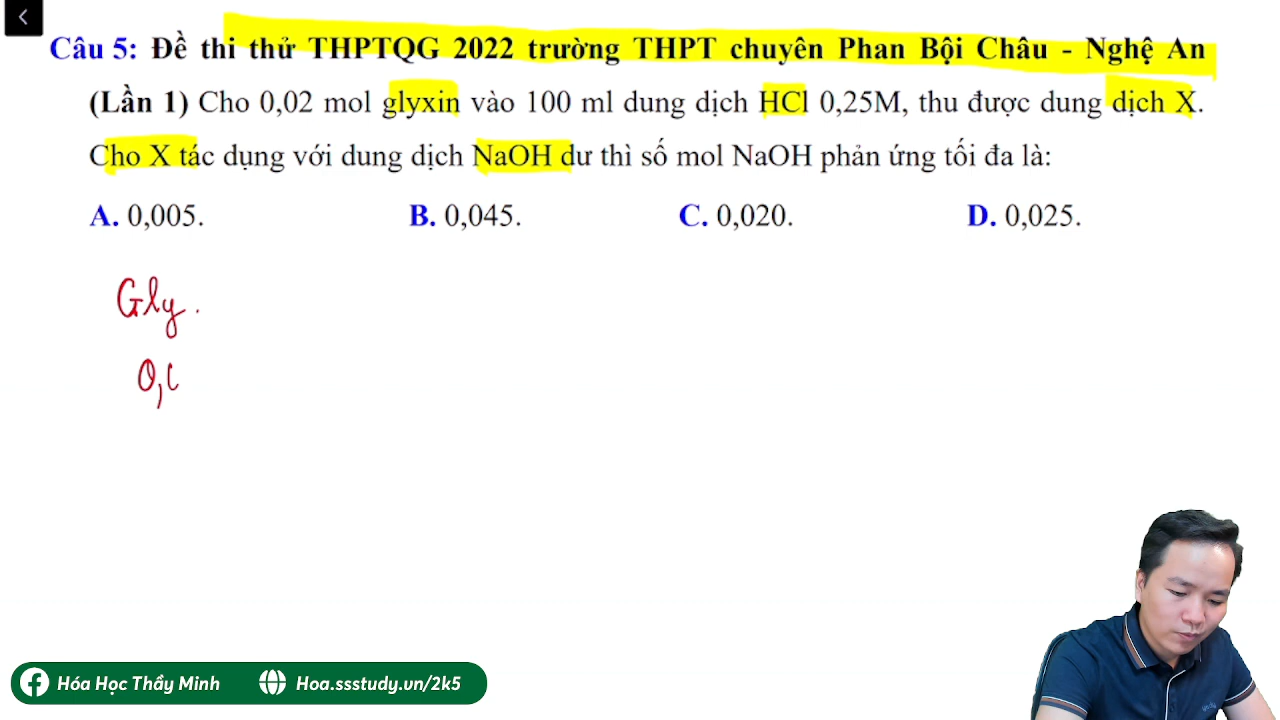 Câu 5: Đề thi thử THPTQG 2022 trường THPT chuyên Phan Bội Châu - Nghệ An
(Lần 1) Cho 0,02 mol glyxin vào 100 ml dung dịch HCl 0,25M, thu được dung dịch X.
Cho X tác dụng với dung dịch NaOH dư thì số mol NaOH phản ứng tối đa là:
A. 0,005. B. 0,045. C. 0,020. D. 0,025.
Gly.
Hóa Học Thầy Minh Hoa.ssstudy.vn/2k5